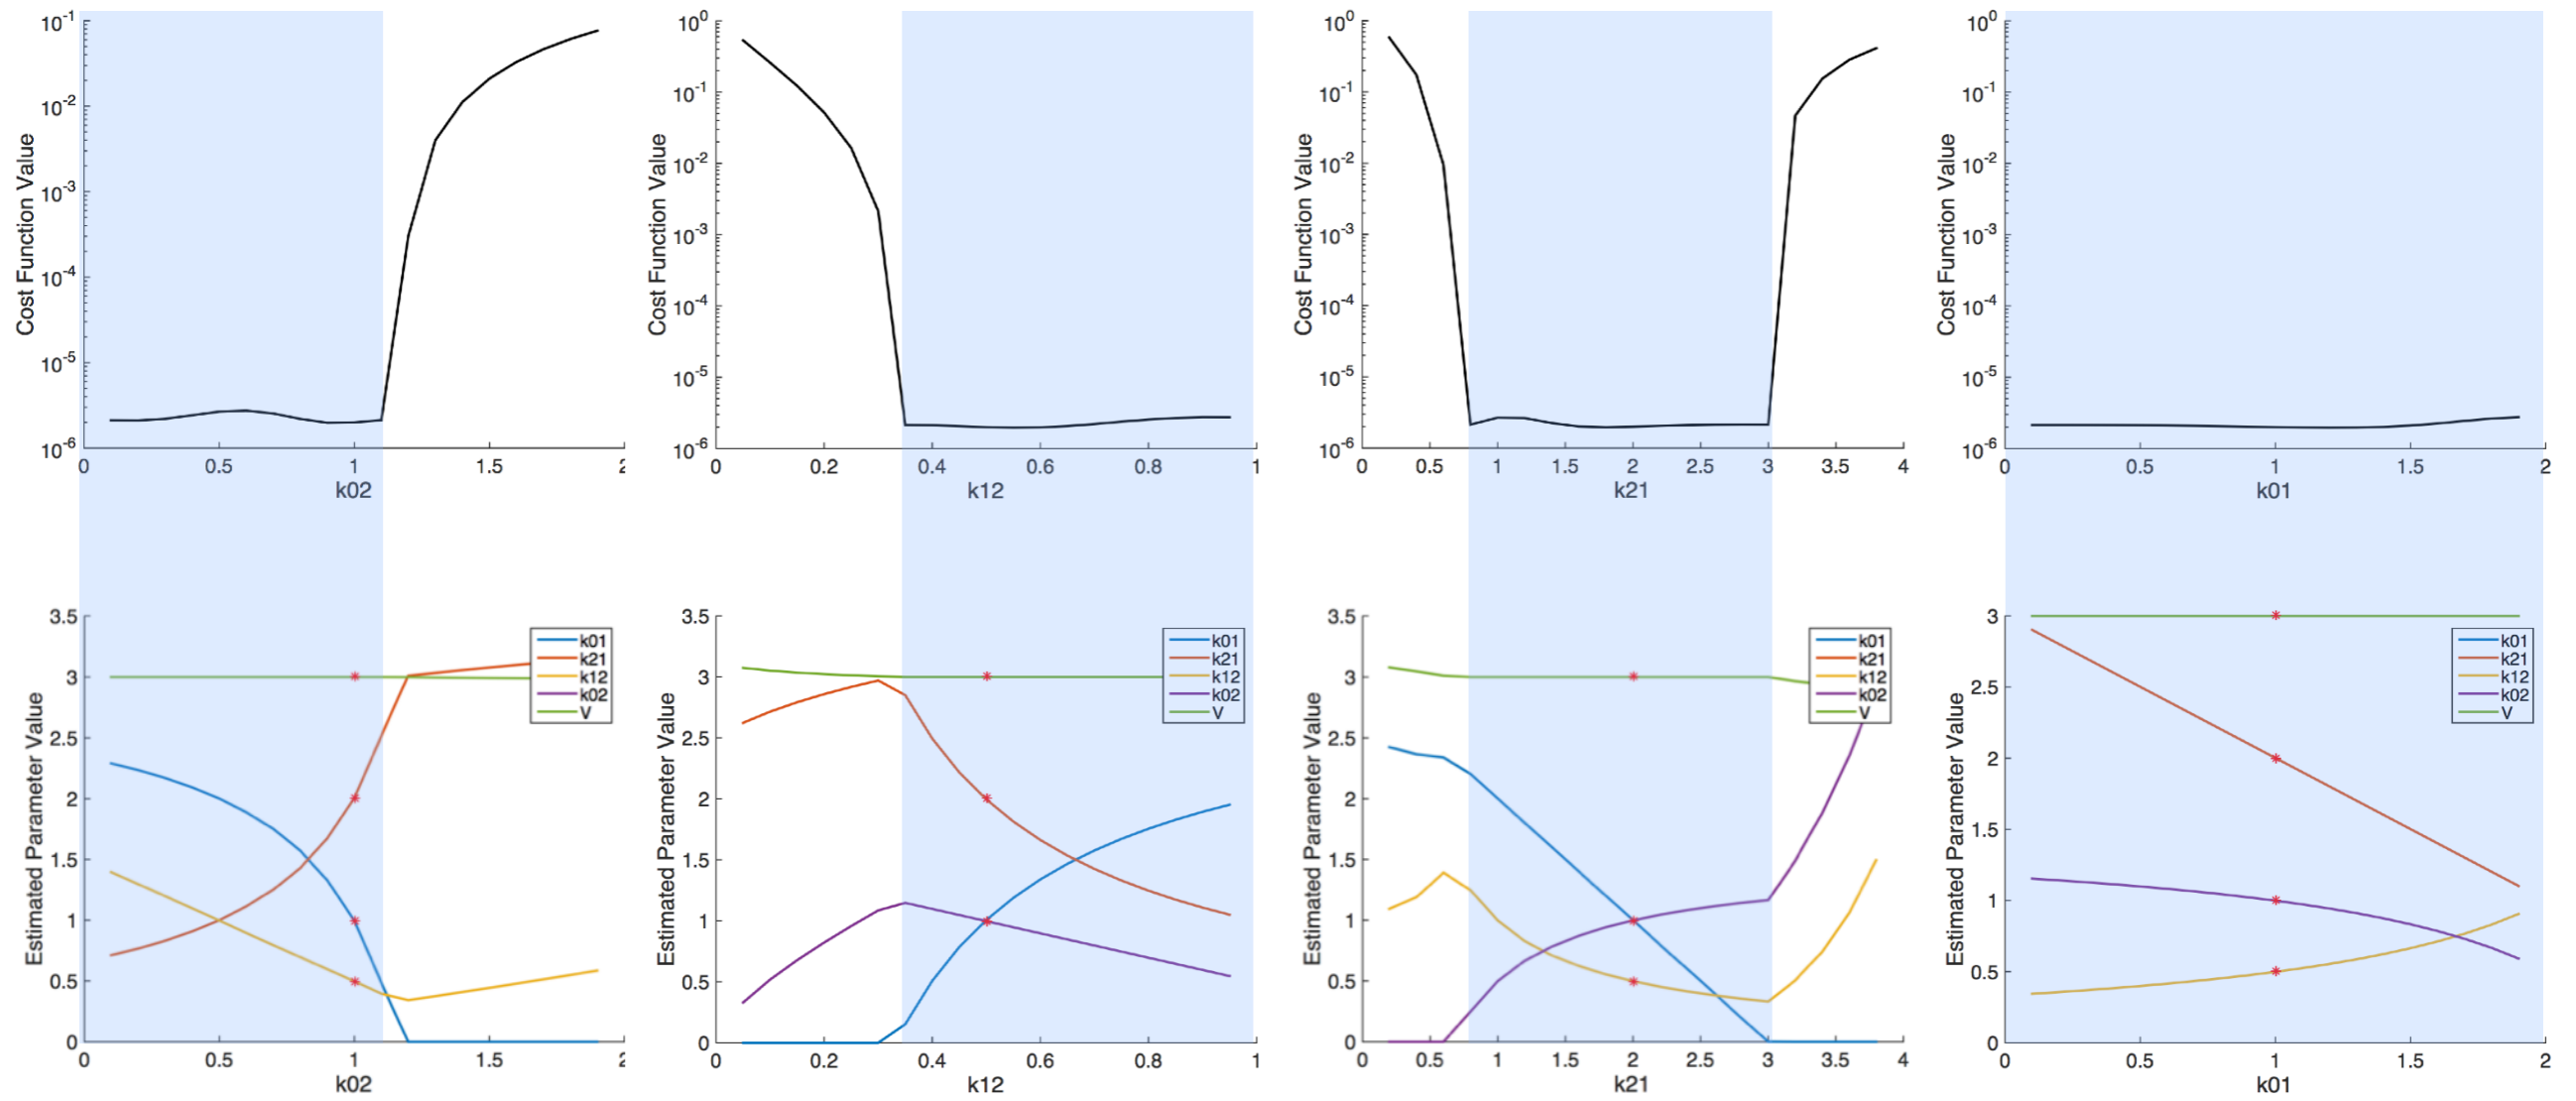 Cost Function Value
10⁻¹
10⁻²
10⁻³
10⁻⁴
10⁻⁵
10⁻⁶
0 0.5 1 1.5 2
k02
Cost Function Value
10⁰
10⁻¹
10⁻²
10⁻³
10⁻⁴
10⁻⁵
10⁻⁶
0 0.2 0.4 0.6 0.8 1
k12
Cost Function Value
10⁰
10⁻¹
10⁻²
10⁻³
10⁻⁴
10⁻⁵
10⁻⁶
0 0.5 1 1.5 2 2.5 3 3.5 4
k21
Cost Function Value
10⁰
10⁻¹
10⁻²
10⁻³
10⁻⁴
10⁻⁵
10⁻⁶
0 0.5 1 1.5 2
k01
Estimated Parameter Value
3.5
3
2.5
2
1.5
1
0.5
0
k01
k21
k12
k02
V
0 0.5 1 1.5 2
k02
Estimated Parameter Value
3.5
3
2.5
2
1.5
1
0.5
0
k01
k21
k12
k02
V
0 0.2 0.4 0.6 0.8 1
k12
Estimated Parameter Value
3.5
3
2.5
2
1.5
1
0.5
0
k01
k21
k12
k02
V
0 0.5 1 1.5 2 2.5 3 3.5 4
k21
Estimated Parameter Value
3
2.5
2
1.5
1
0.5
0
k01
k21
k12
k02
V
0 0.5 1 1.5 2
k01